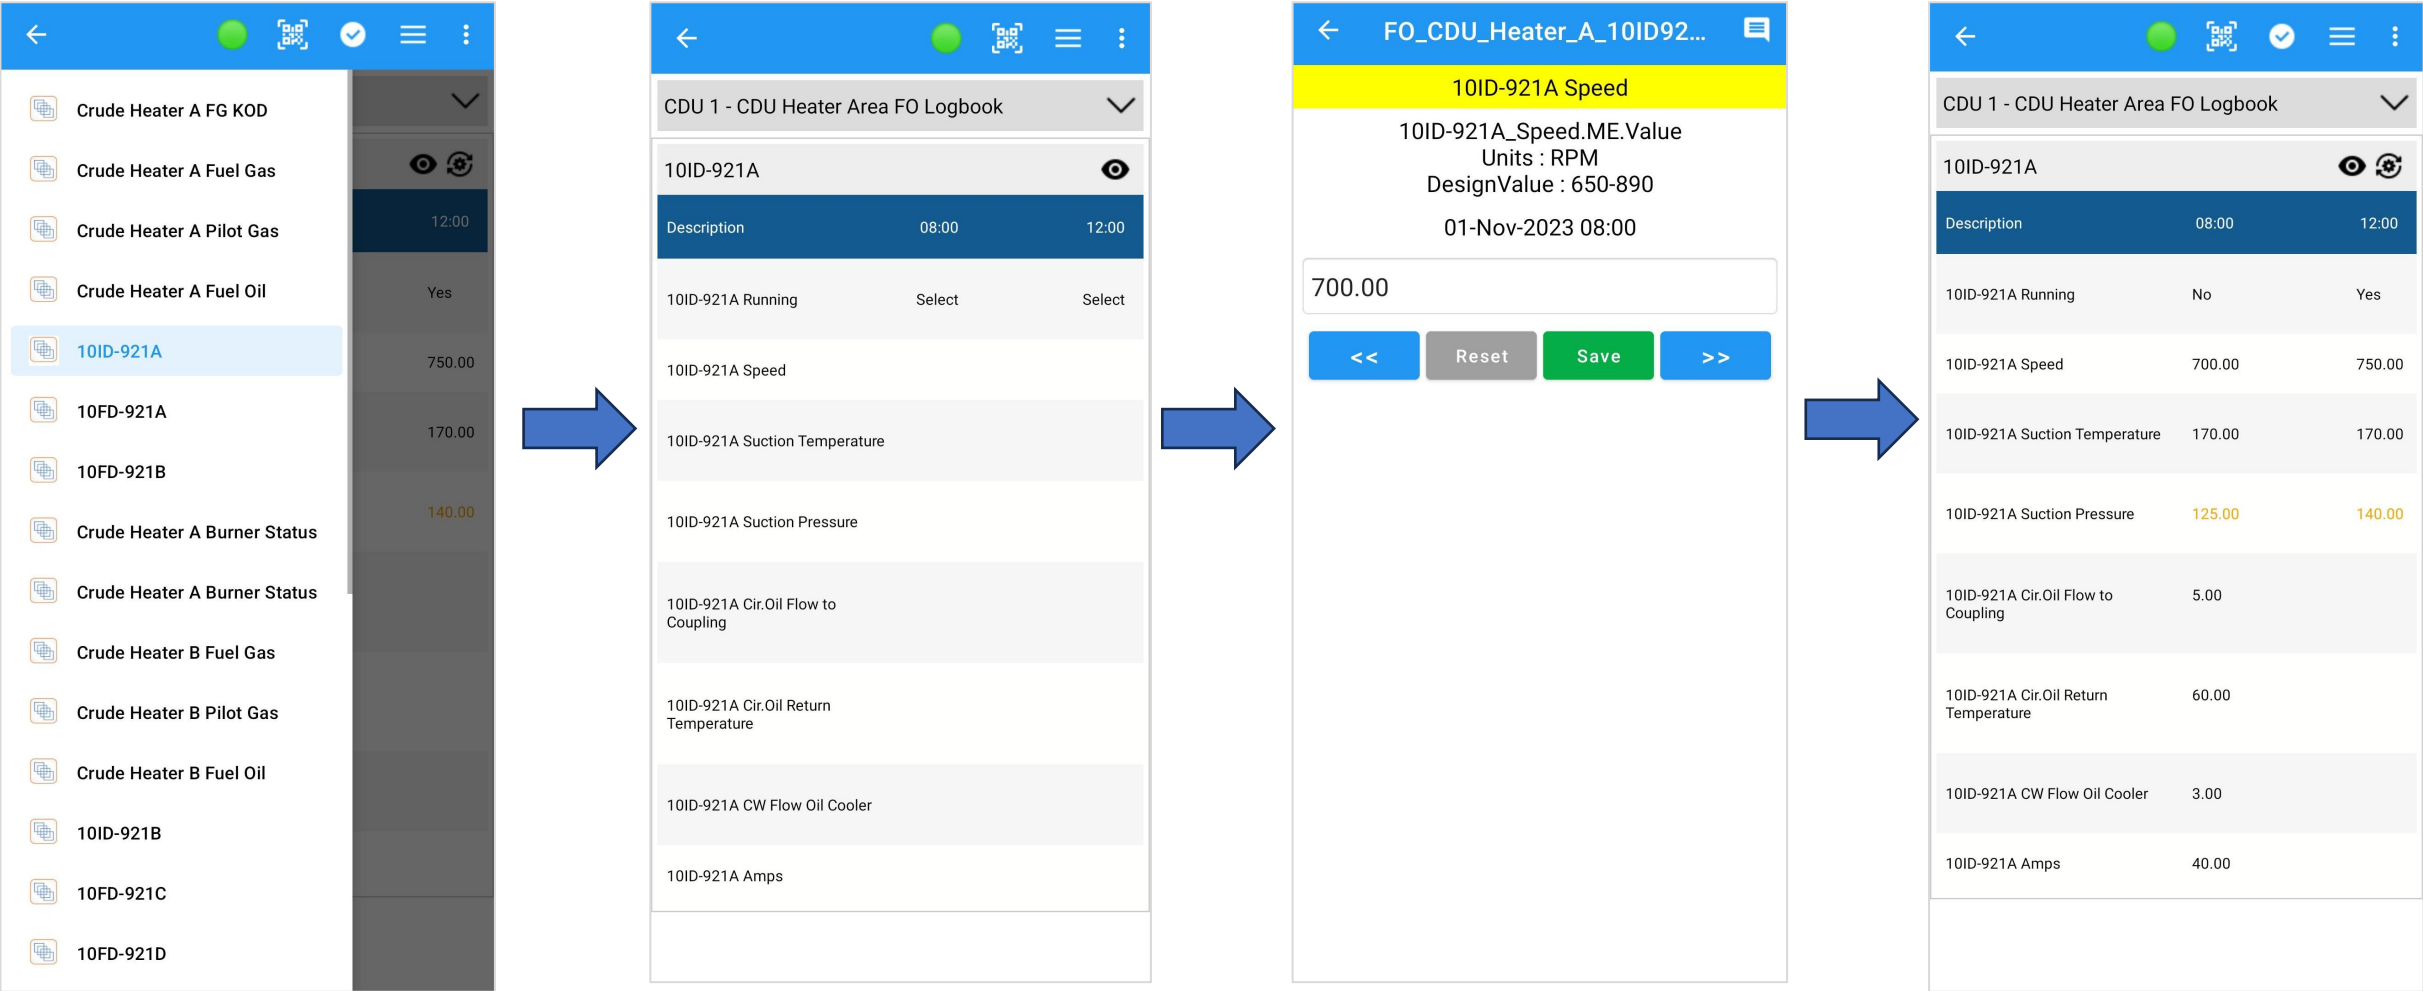 Crude Heater A FG KOD
Crude Heater A Fuel Gas
Crude Heater A Pilot Gas
Crude Heater A Fuel Oil
10ID-921A
10FD-921A
10FD-921B
Crude Heater A Burner Status
Crude Heater A Burner Status
Crude Heater B Fuel Gas
Crude Heater B Pilot Gas
Crude Heater B Fuel Oil
10ID-921B
10FD-921C
10FD-921D
12:00
Yes
750.00
170.00
140.00
CDU 1 - CDU Heater Area FO Logbook
10ID-921A
Description 08:00 12:00
10ID-921A Running Select Select
10ID-921A Speed
10ID-921A Suction Temperature
10ID-921A Suction Pressure
10ID-921A Cir.Oil Flow to
Coupling
10ID-921A Cir.Oil Return
Temperature
10ID-921A CW Flow Oil Cooler
10ID-921A Amps
FO_CDU_Heater_A_10ID92...
10ID-921A Speed
10ID-921A_Speed.ME.Value
Units : RPM
DesignValue : 650-890
01-Nov-2023 08:00
700.00
<< Reset Save >>
CDU 1 - CDU Heater Area FO Logbook
10ID-921A
Description 08:00 12:00
10ID-921A Running No Yes
10ID-921A Speed 700.00 750.00
10ID-921A Suction Temperature 170.00 170.00
10ID-921A Suction Pressure 125.00 140.00
10ID-921A Cir.Oil Flow to 5.00
Coupling
10ID-921A Cir.Oil Return 60.00
Temperature
10ID-921A CW Flow Oil Cooler 3.00
10ID-921A Amps 40.00